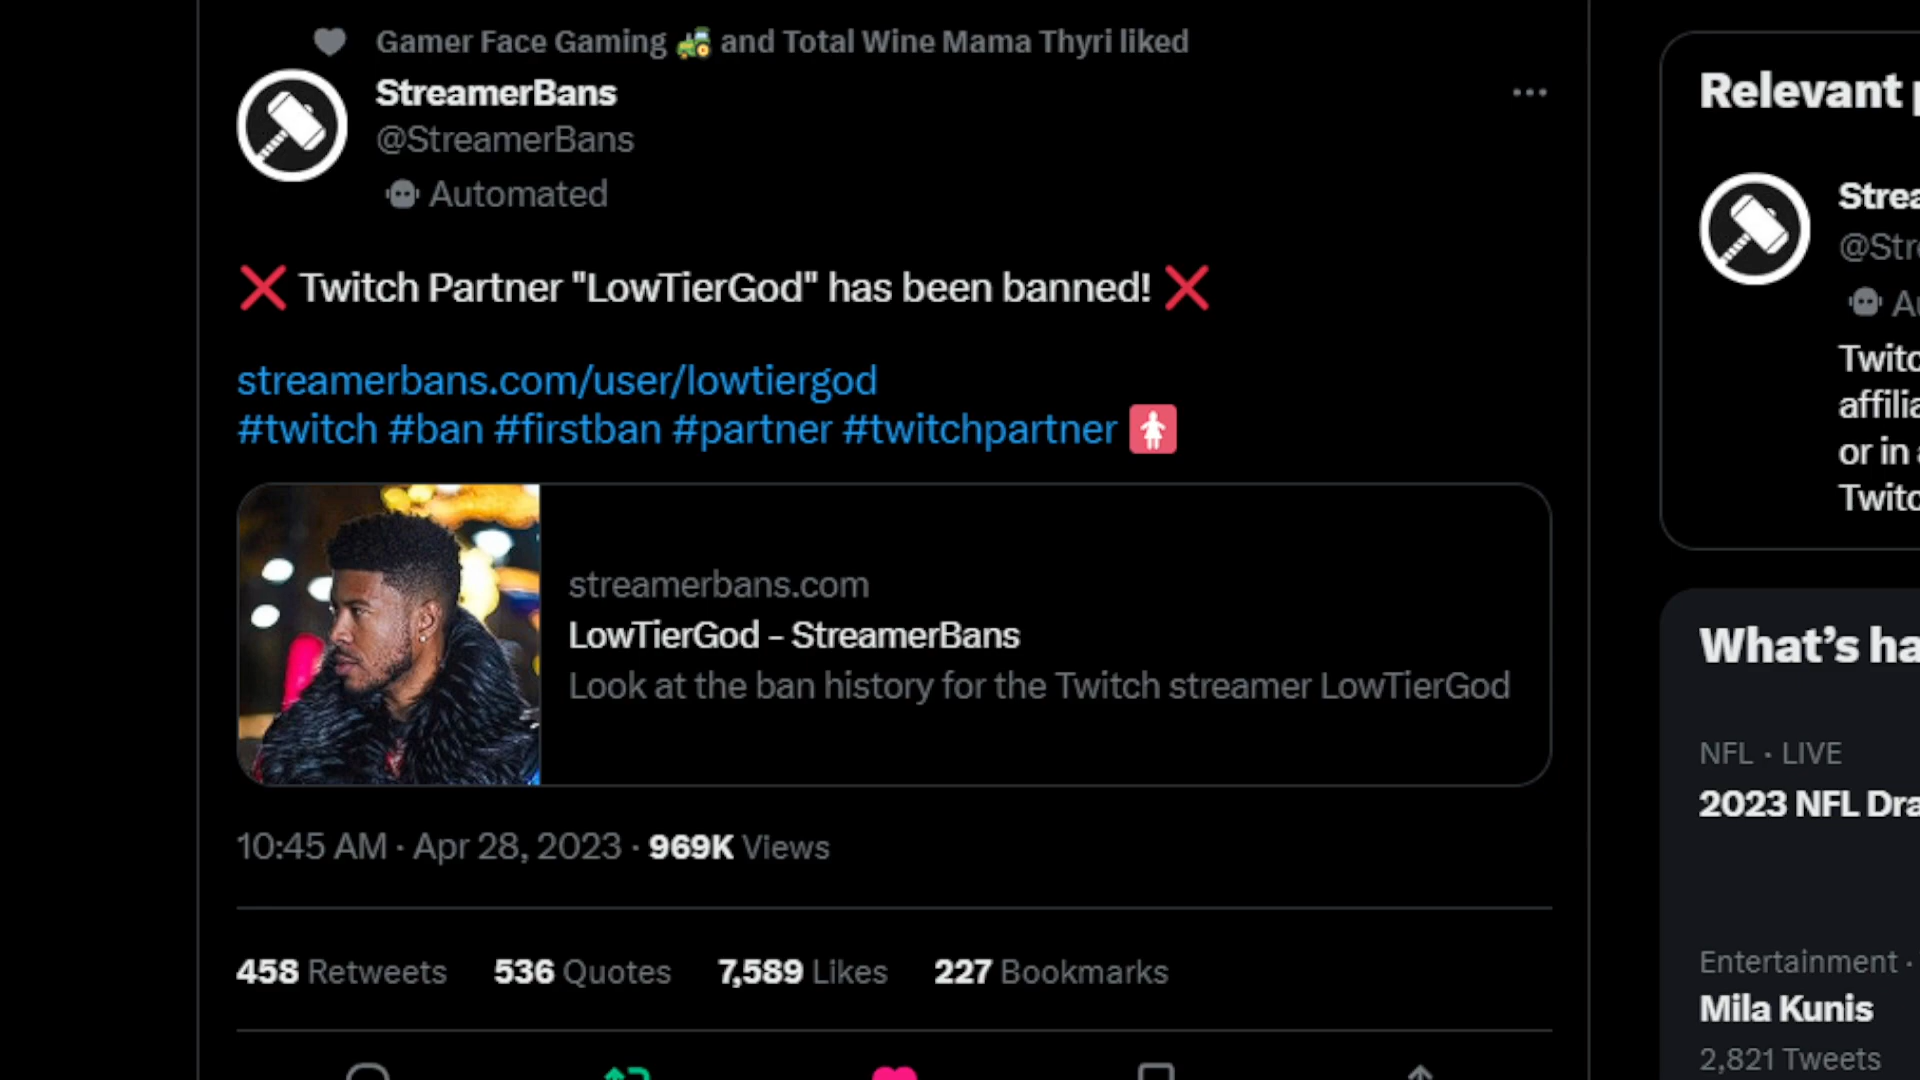 Gamer Face Gaming 🚜 and Total Wine Mama Thyri liked
StreamerBans
@StreamerBans
Automated
❌ Twitch Partner "LowTierGod" has been banned! ❌
streamerbans.com/user/lowtiergod
#twitch #ban #firstban #partner #twitchpartner 🚺
streamerbans.com
LowTierGod – StreamerBans
Look at the ban history for the Twitch streamer LowTierGod
10:45 AM · Apr 28, 2023 · 969K Views
458 Retweets 536 Quotes 7,589 Likes 227 Bookmarks
Relevant
What's
NFL · LIVE
2023 NFL
Entertainment ·
Mila Kunis
2,821 Tweets
or in